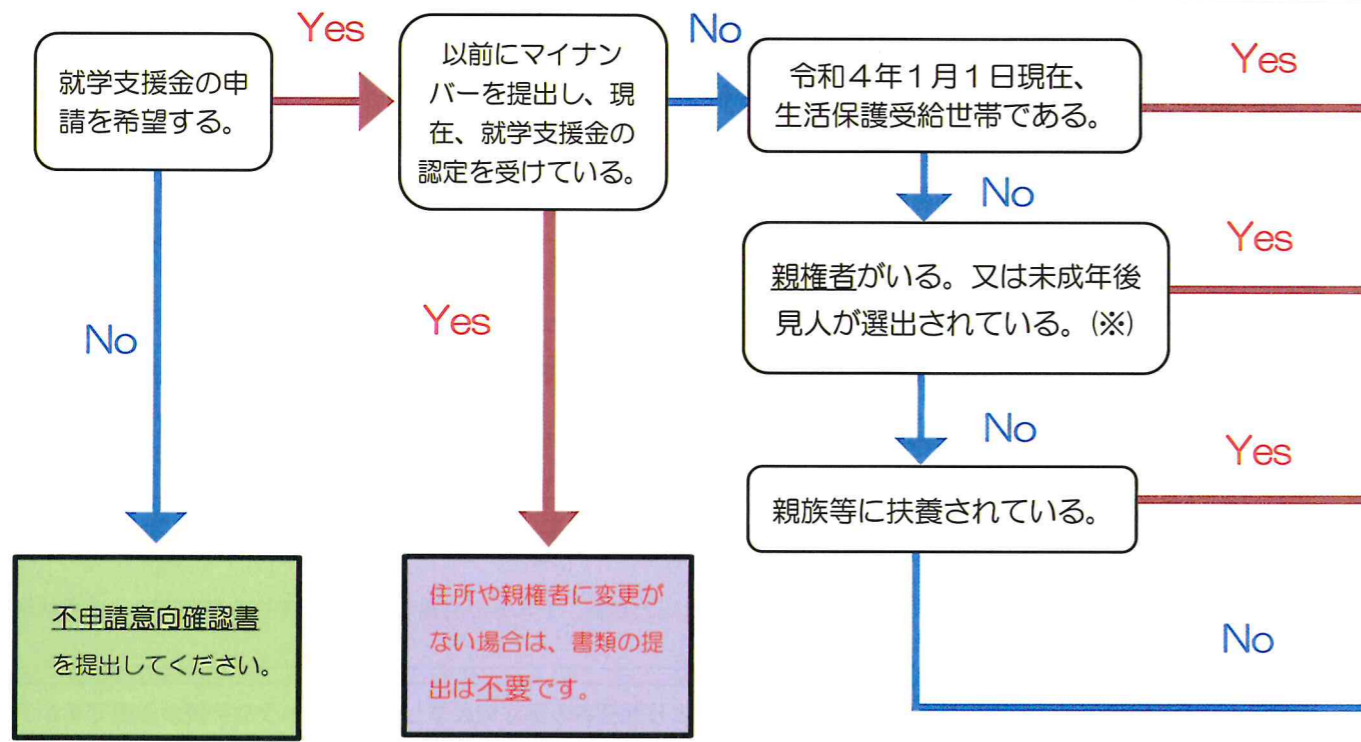 Yes
就学支援金の申
請を希望する。
No
不申請意向確認書
を提出してください。
以前にマイナン
バーを提出し、現
在、就学支援金の
認定を受けている。
Yes
住所や親権者に変更が
ない場合は、書類の提
出は不要です。
No
令和4年1月1日現在、
生活保護受給世帯である。
Yes
No
親権者がいる。又は未成年後
見人が選出されている。(※)
Yes
No
親族等に扶養されている。
Yes
No